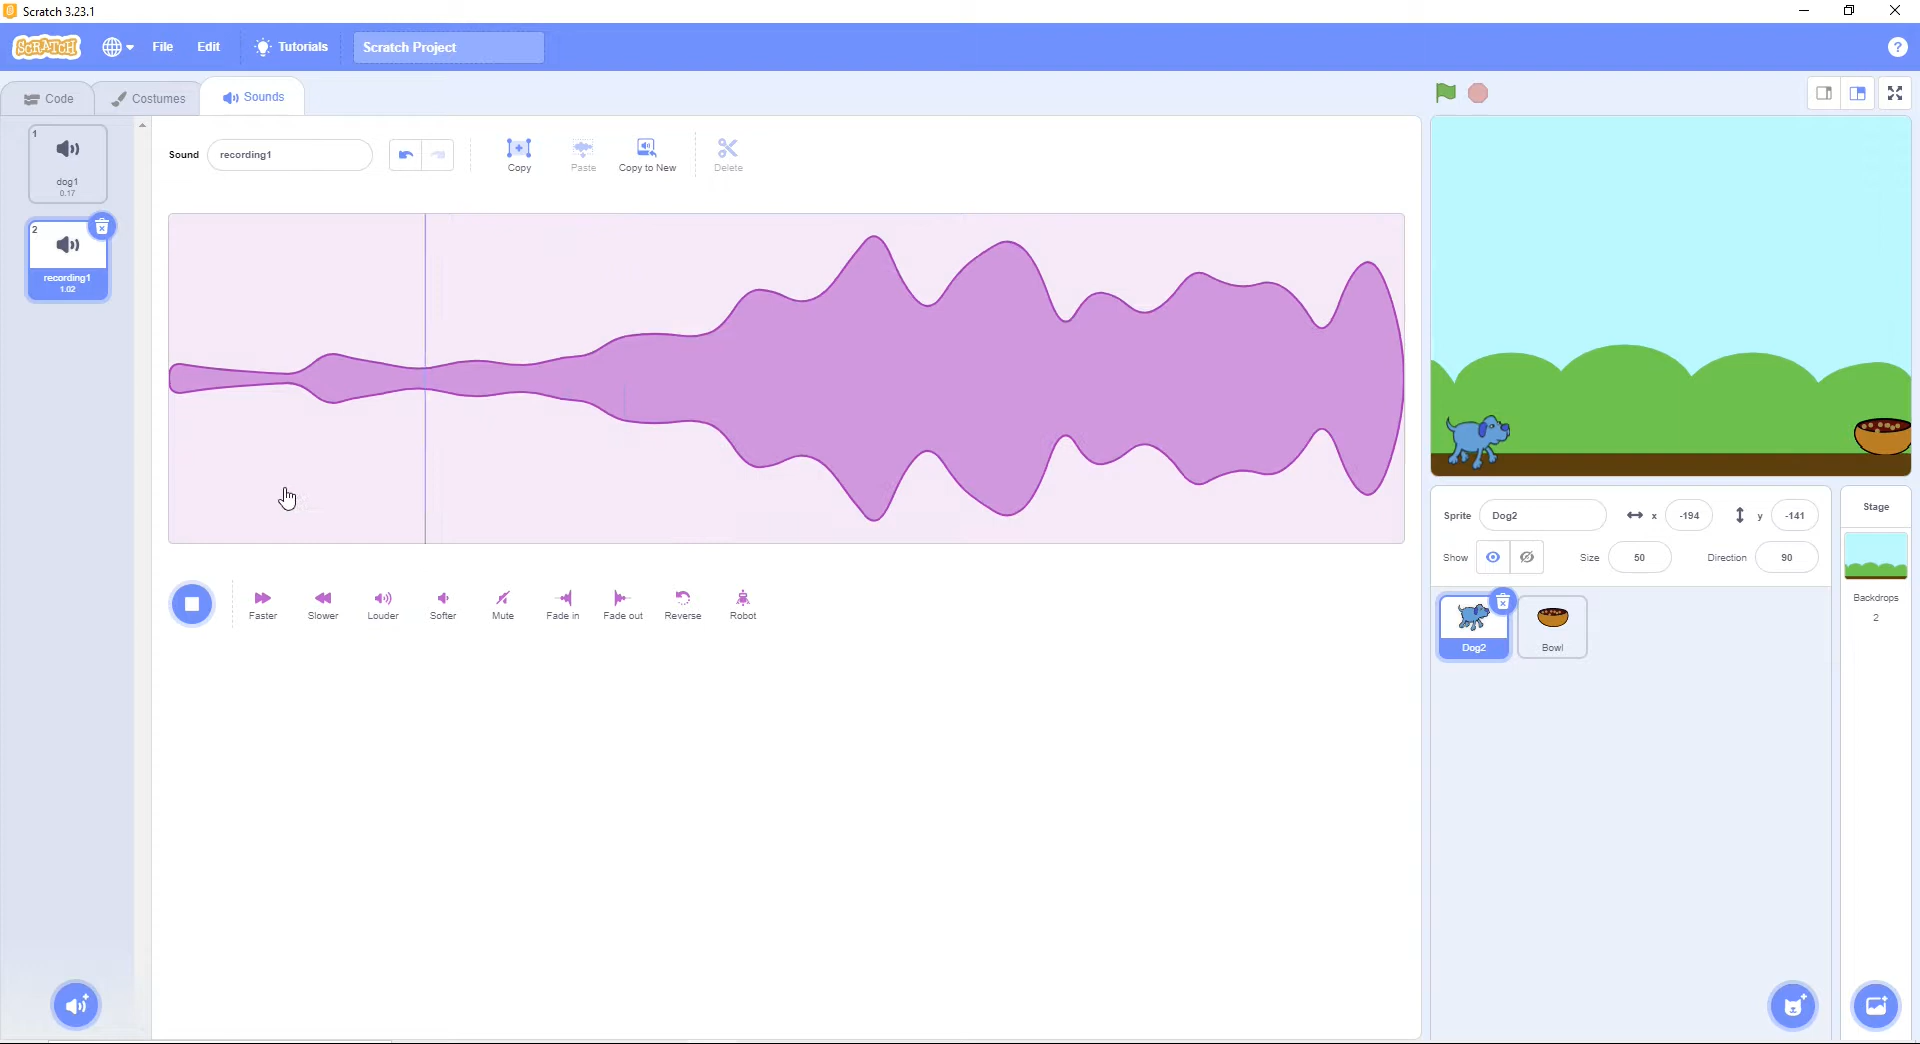 Scratch 3.23.1
SCRATCH File Edit Tutorials Scratch Project ?
Code Costumes Sounds
1
dog1
0.17
2
recording1
1.02
Sound recording1
Copy Paste Copy to New Delete
Faster Slower Louder Softer Mute Fade in Fade out Reverse Robot
Sprite Dog2 x -194 y -141
Show Size 50 Direction 90
Dog2 Bowl
Stage
Backdrops
2